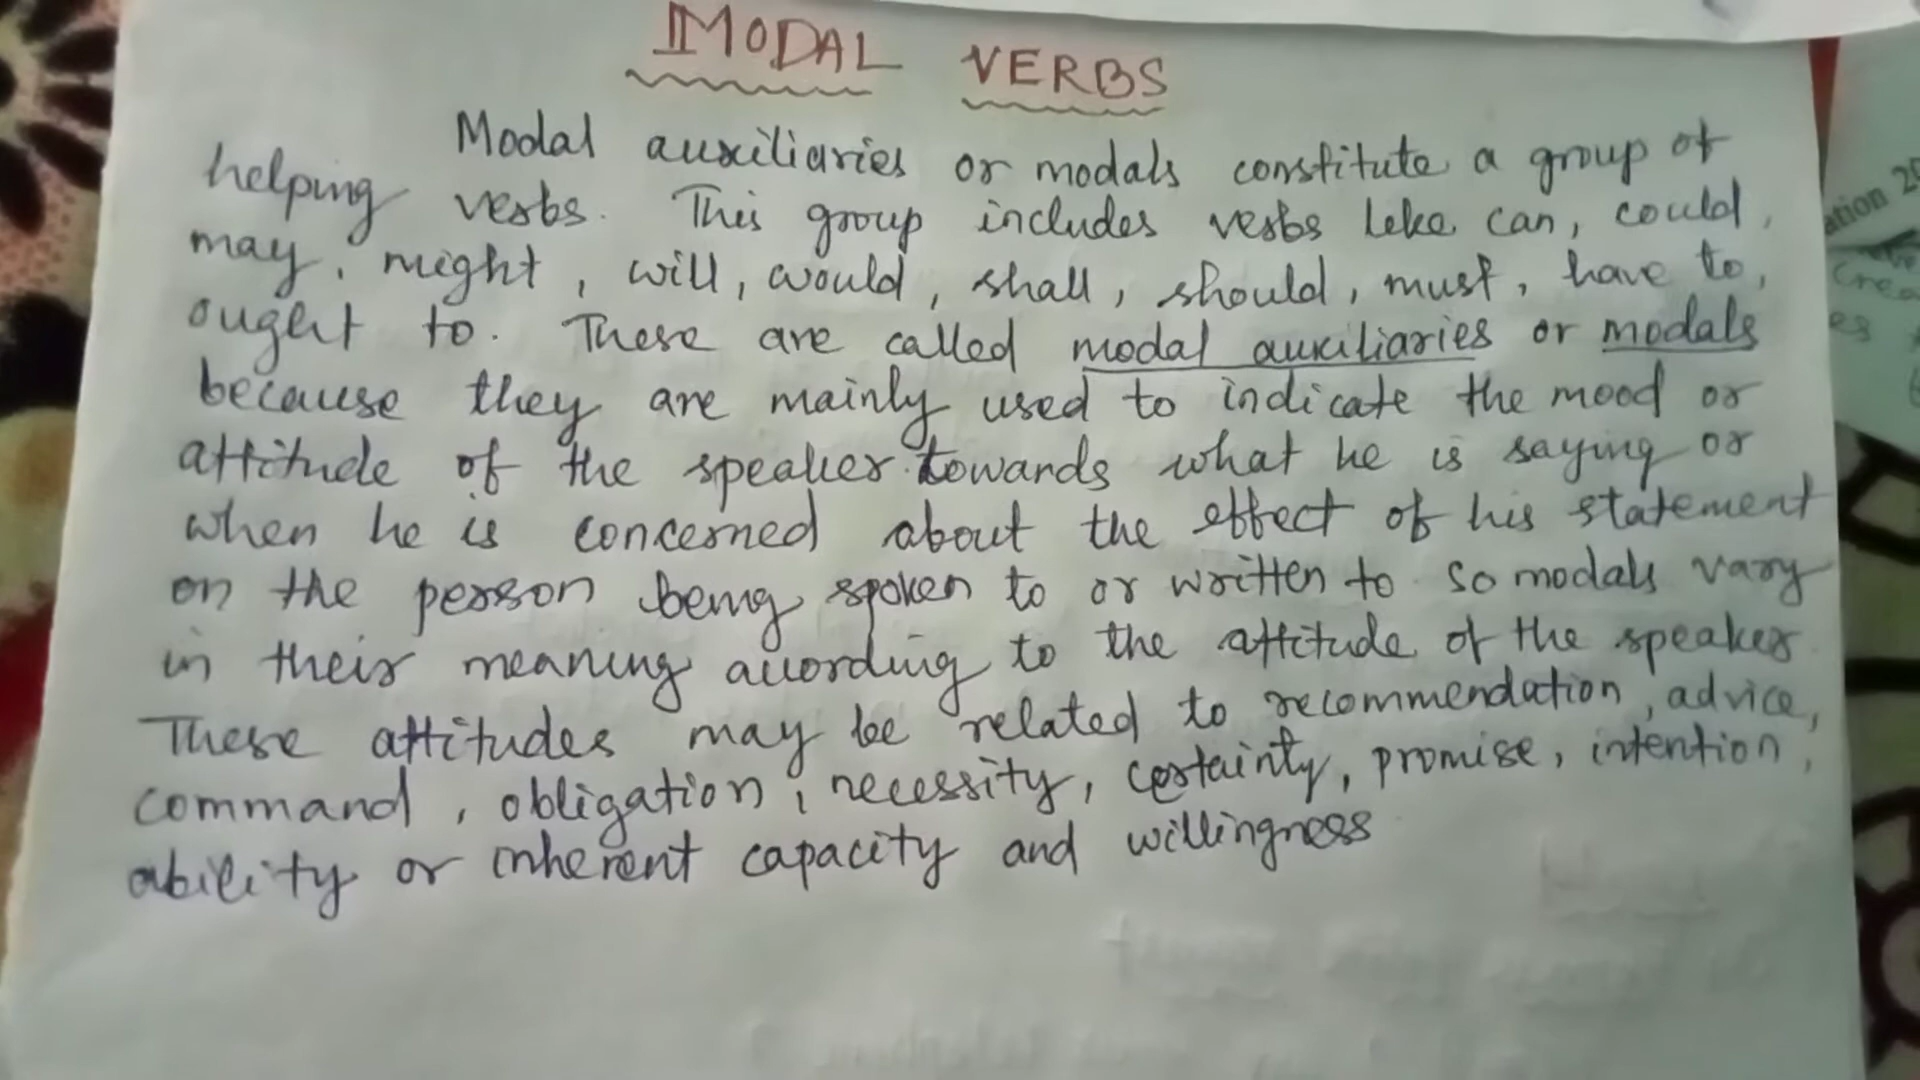 MODAL VERBS
Modal auxiliaries or modals constitute a group of
helping verbs. This group includes verbs like can, could,
may, might, will, would, shall, should, must, have to,
ought to. These are called modal auxiliaries or modals
because they are mainly used to indicate the mood or
attitude of the speaker towards what he is saying or
when he is concerned about the effect of his statement
on the person being spoken to or written to. So modals vary
in their meaning according to the attitude of the speaker.
These attitudes may be related to recommendation, advice,
command, obligation, necessity, certainty, promise, intention,
ability or inherent capacity and willingness
ation 20